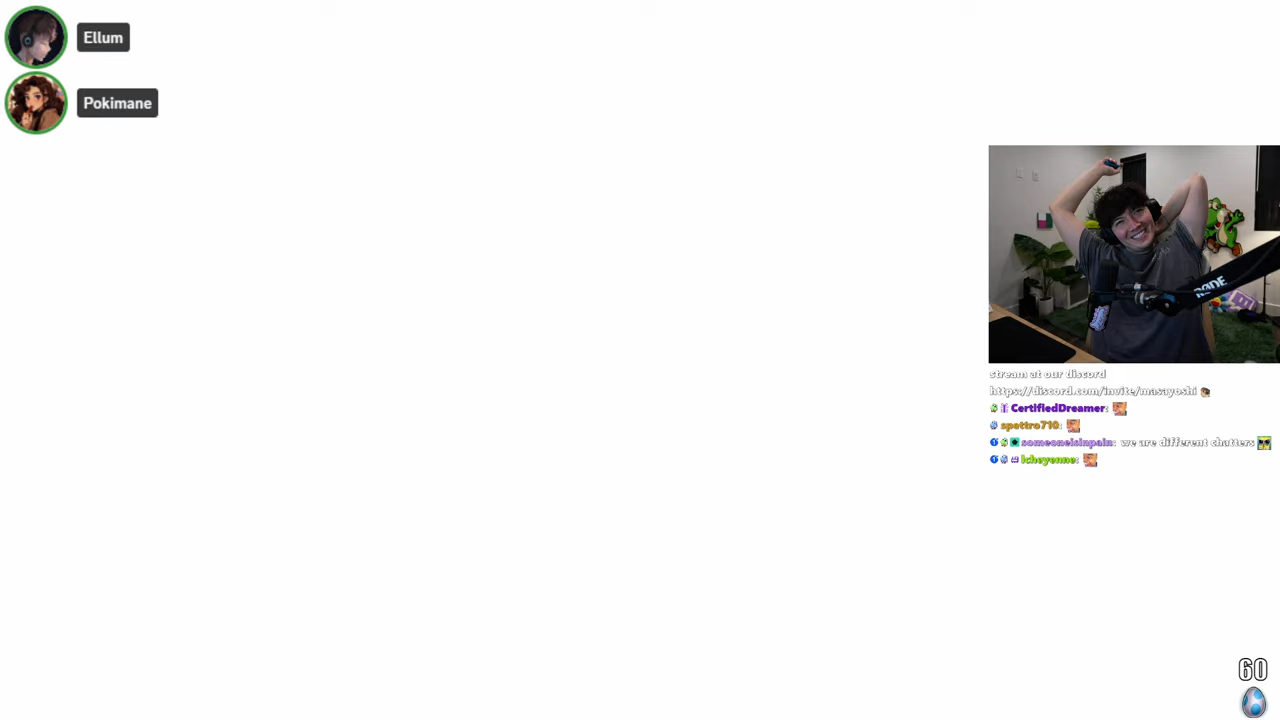 Ellum
Pokimane
RØDE
stream at our discord
https://discord.com/invite/masayoshi
CertifiedDreamer:
spettro710:
someoneisinpain: we are different chatters
lcheyenne:
60